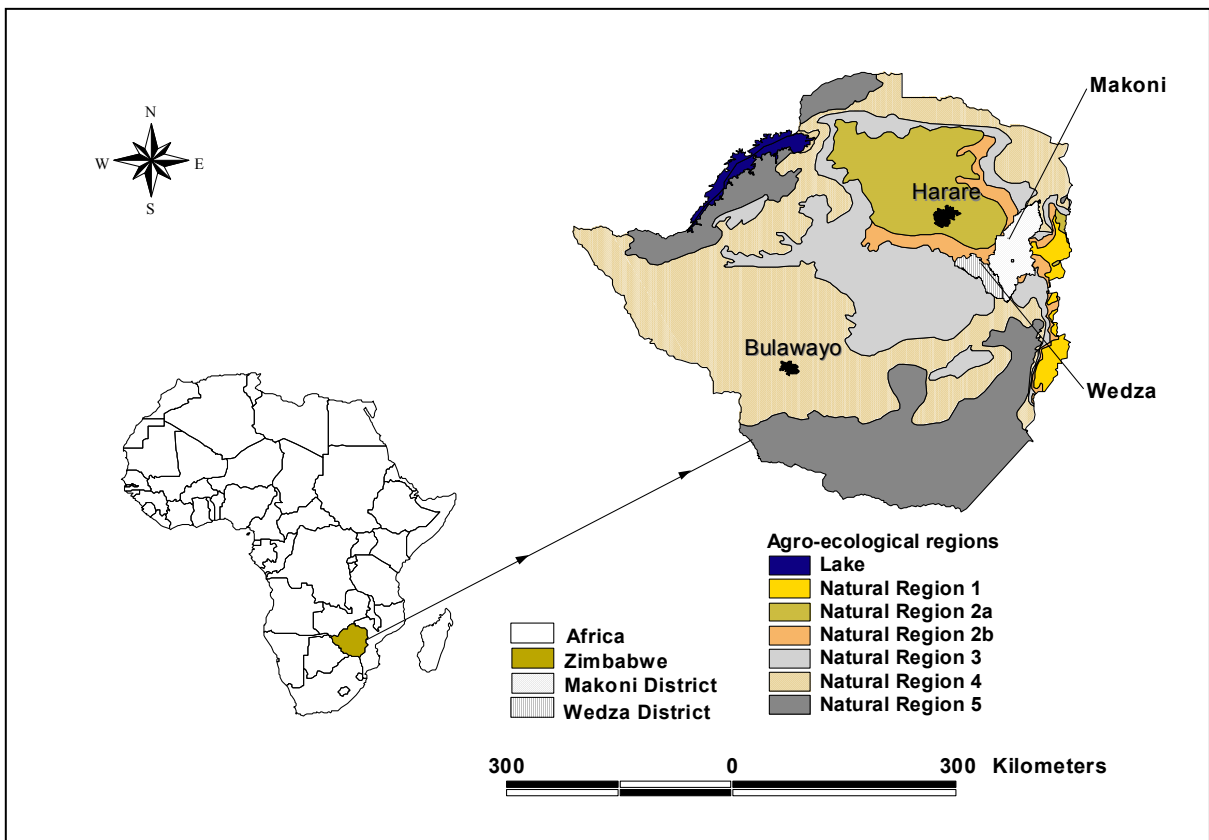 N
W E
S
Makoni
Harare
Bulawayo
Wedza
Agro-ecological regions
Lake
Natural Region 1
Natural Region 2a
Natural Region 2b
Natural Region 3
Natural Region 4
Natural Region 5
Africa
Zimbabwe
Makoni District
Wedza District
300 0 300 Kilometers